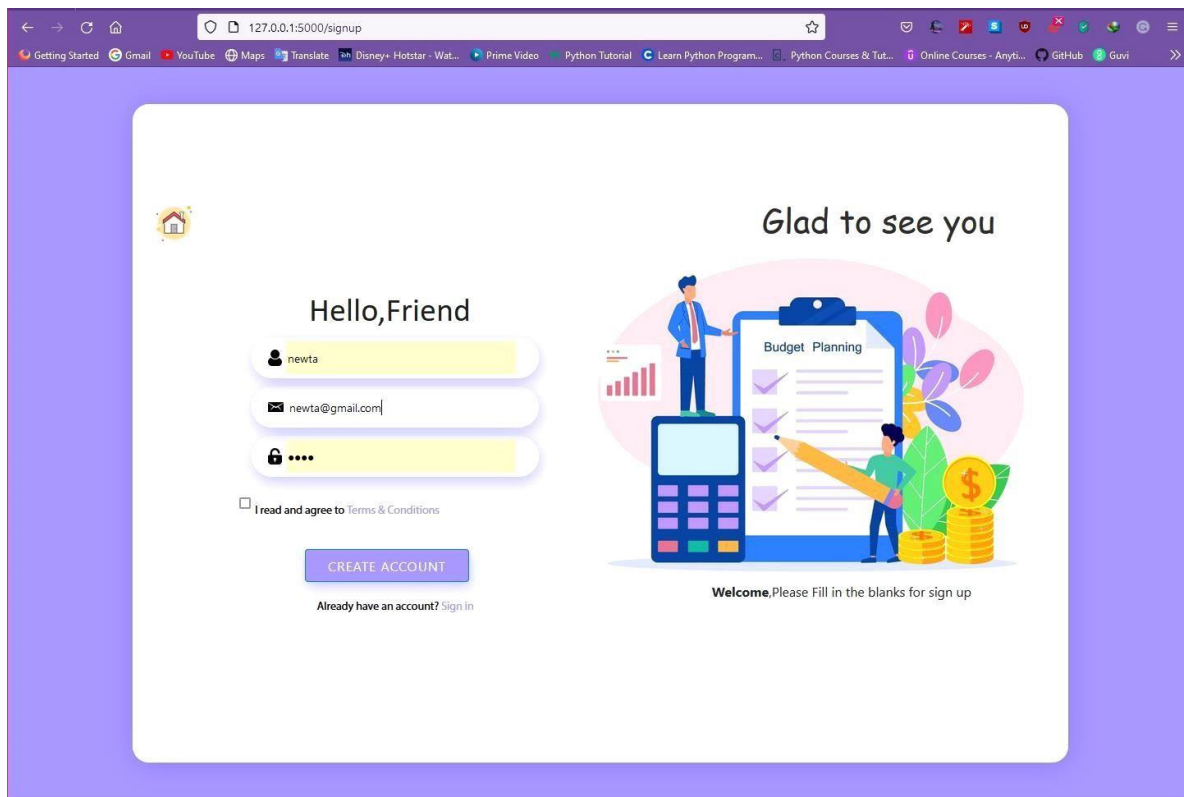 127.0.0.1:5000/signup
Getting Started Gmail YouTube Maps Translate Disney+ Hotstar - Wat... Prime Video Python Tutorial Learn Python Program... Python Courses & Tut... Online Courses - Anyti... GitHub Guvi
Glad to see you
Hello,Friend
newta
newta@gmail.com
••••
I read and agree to Terms & Conditions
CREATE ACCOUNT
Already have an account? Sign in
Budget Planning
Welcome,Please Fill in the blanks for sign up